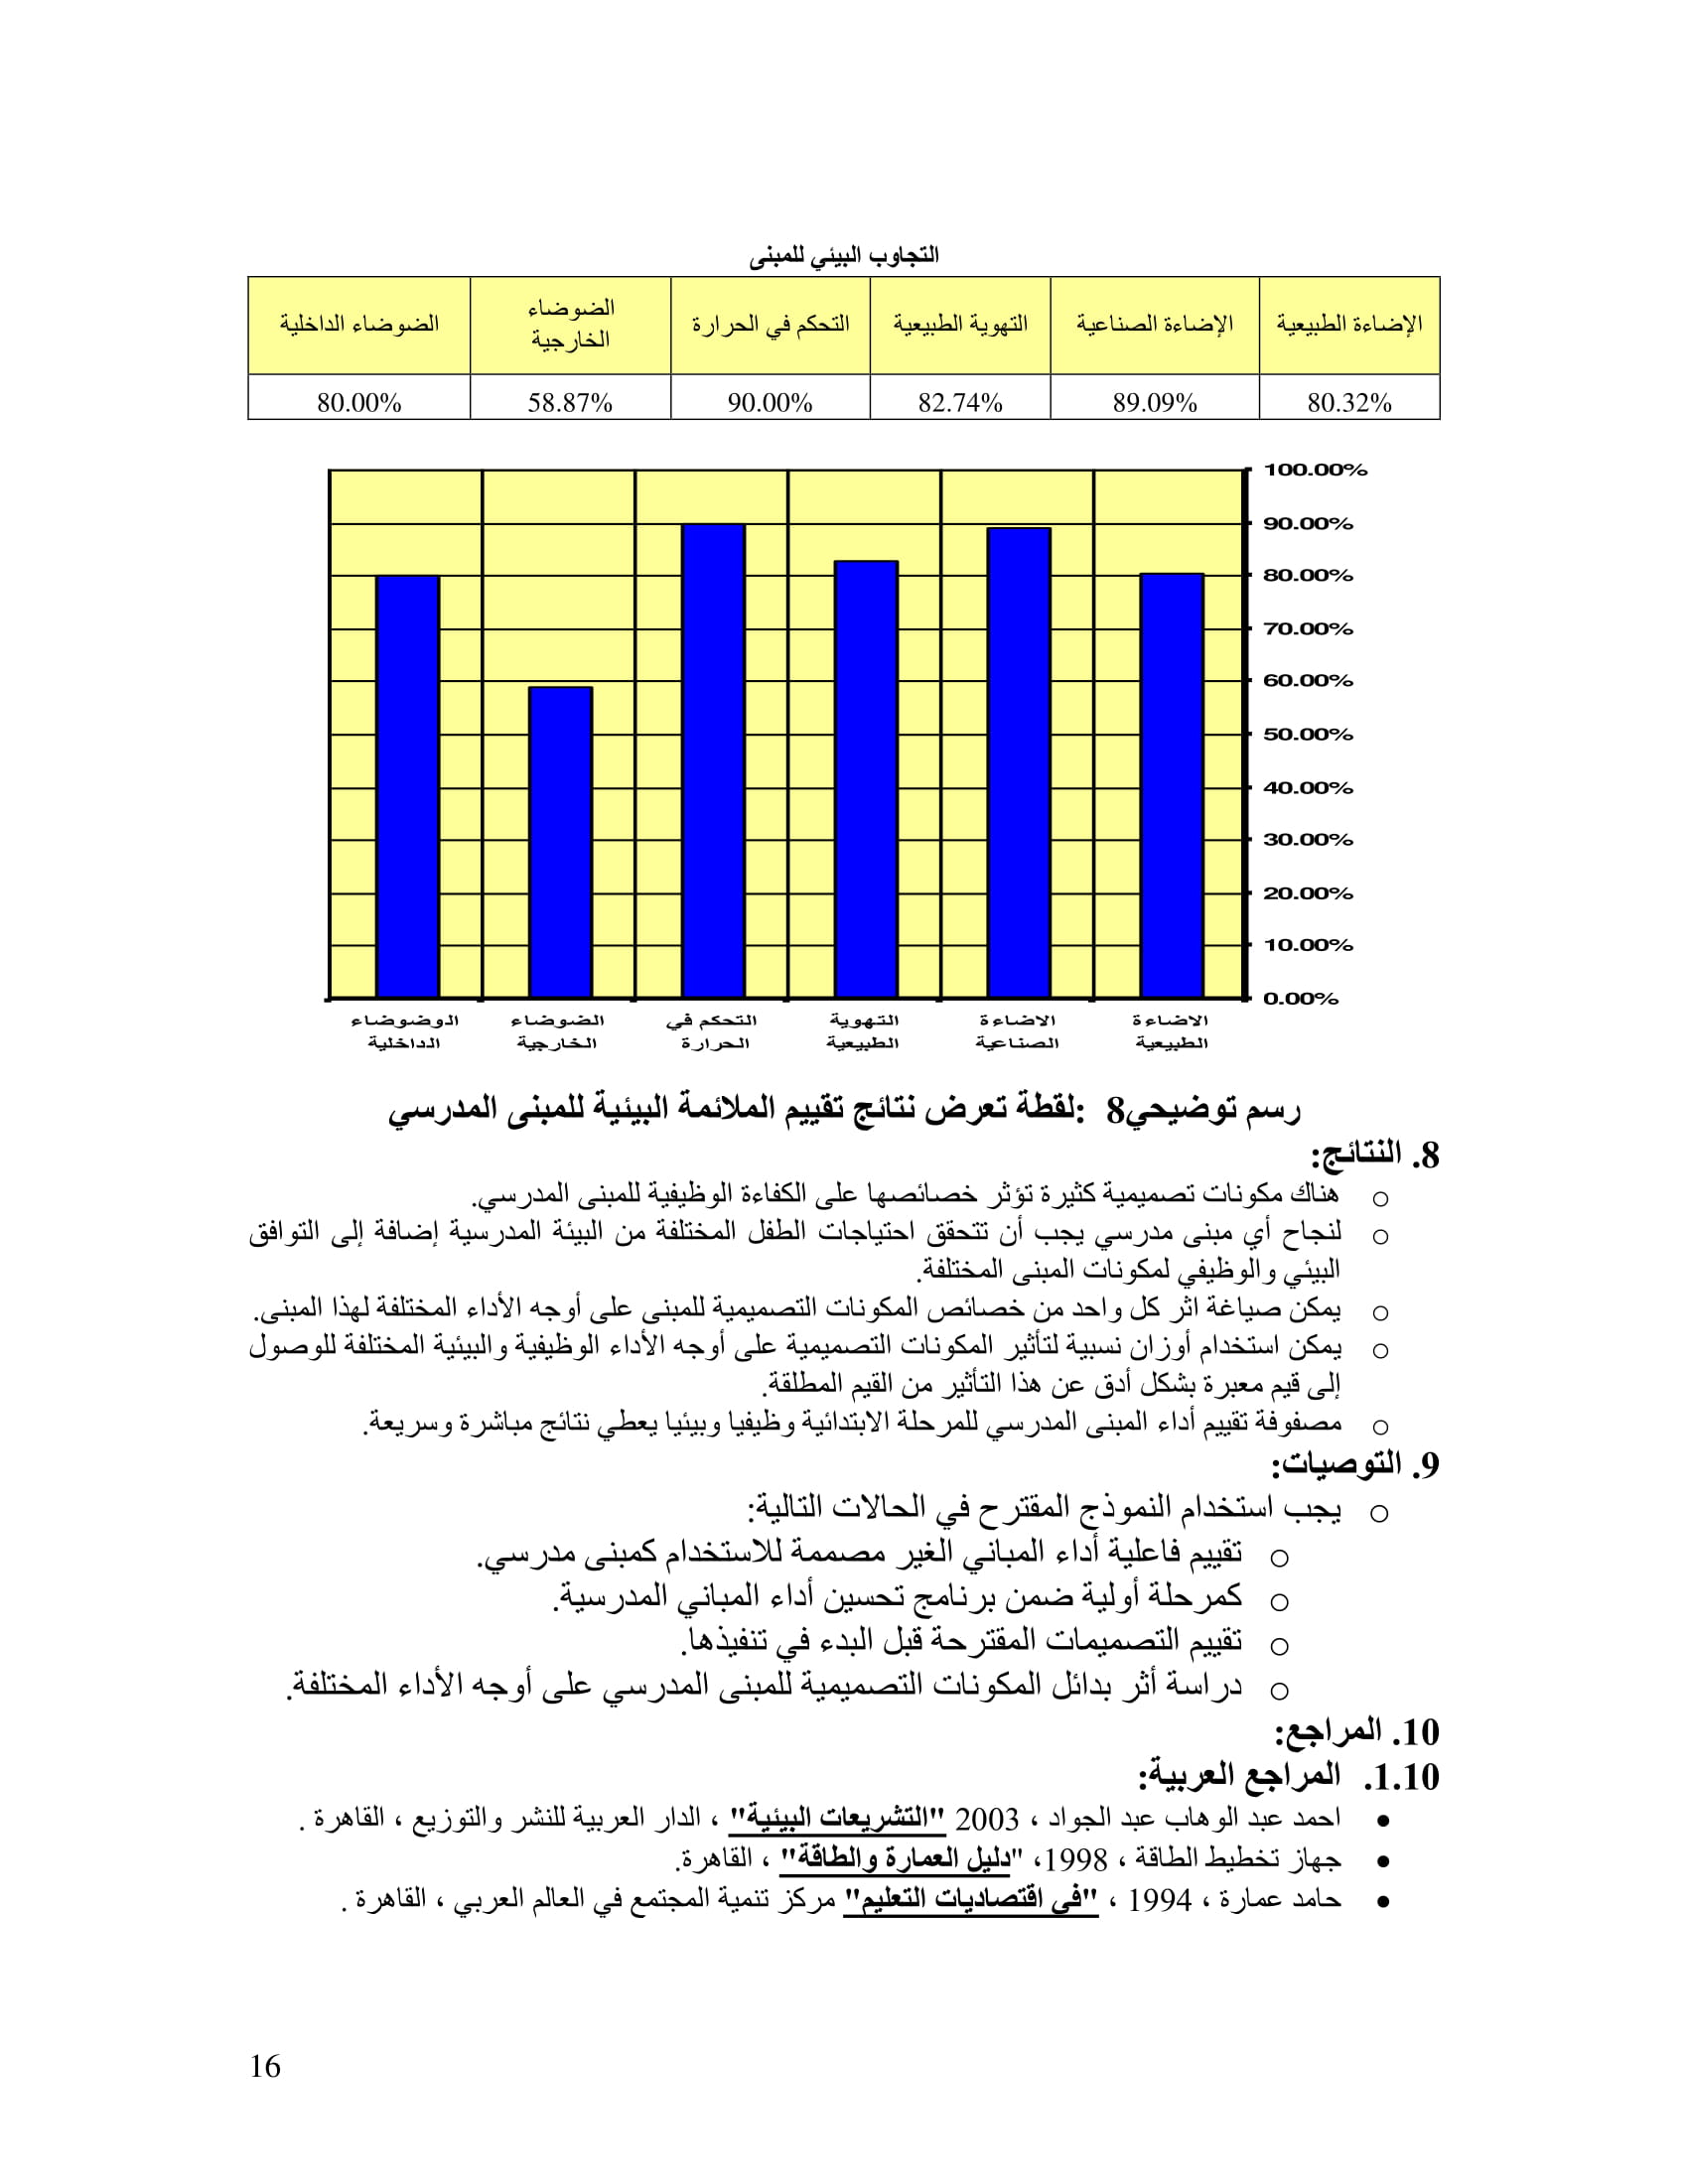 التجاوب البيئي للمبنى
الإضاءة الطبيعية الإضاءة الصناعية التهوية الطبيعية التحكم في الحرارة الضوضاء الخارجية الضوضاء الداخلية
80.32% 89.09% 82.74% 90.00% 58.87% 80.00%
100.00%
90.00%
80.00%
70.00%
60.00%
50.00%
40.00%
30.00%
20.00%
10.00%
0.00%
الاضاءة الطبيعية
الاضاءة الصناعية
التهوية الطبيعية
التحكم في الحرارة
الضوضاء الخارجية
الوضوضاء الداخلية
رسم توضيحي8 :لقطة تعرض نتائج تقييم الملائمة البيئية للمبنى المدرسي
8. النتائج:
○ هناك مكونات تصميمية كثيرة تؤثر خصائصها على الكفاءة الوظيفية للمبنى المدرسي.
○ لنجاح أي مبنى مدرسي يجب أن تتحقق احتياجات الطفل المختلفة من البيئة المدرسية إضافة إلى التوافق
البيئي والوظيفي لمكونات المبنى المختلفة.
○ يمكن صياغة اثر كل واحد من خصائص المكونات التصميمية للمبنى على أوجه الأداء المختلفة لهذا المبنى.
○ يمكن استخدام أوزان نسبية لتأثير المكونات التصميمية على أوجه الأداء الوظيفية والبيئية المختلفة للوصول
إلى قيم معبرة بشكل أدق عن هذا التأثير من القيم المطلقة.
○ مصفوفة تقييم أداء المبنى المدرسي للمرحلة الابتدائية وظيفيا وبيئيا يعطي نتائج مباشرة وسريعة.
9. التوصيات:
○ يجب استخدام النموذج المقترح في الحالات التالية:
○ تقييم فاعلية أداء المباني الغير مصممة للاستخدام كمبنى مدرسي.
○ كمرحلة أولية ضمن برنامج تحسين أداء المباني المدرسية.
○ تقييم التصميمات المقترحة قبل البدء في تنفيذها.
○ دراسة أثر بدائل المكونات التصميمية للمبنى المدرسي على أوجه الأداء المختلفة.
10. المراجع:
1.10. المراجع العربية:
• احمد عبد الوهاب عبد الجواد ، 2003 "التشريعات البيئية" ، الدار العربية للنشر والتوزيع ، القاهرة .
• جهاز تخطيط الطاقة ، 1998، "دليل العمارة والطاقة" ، القاهرة.
• حامد عمارة ، 1994 ، "في اقتصاديات التعليم" مركز تنمية المجتمع في العالم العربي ، القاهرة .
16